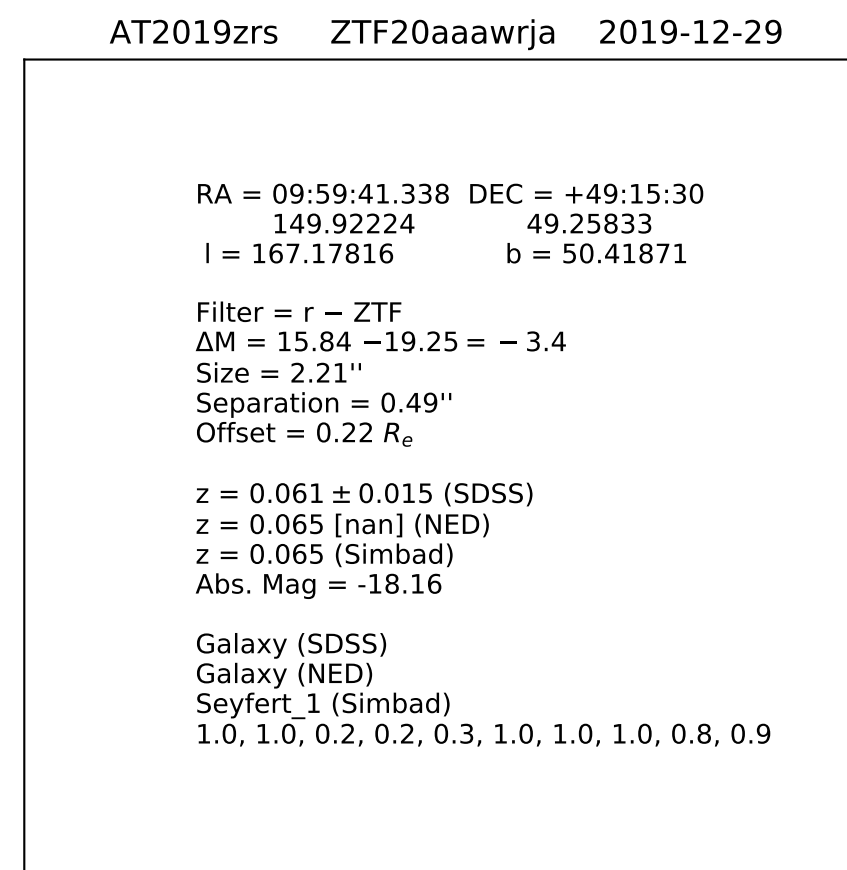 AT2019zrs ZTF20aaawrja 2019-12-29
RA = 09:59:41.338 DEC = +49:15:30
149.92224 49.25833
l = 167.17816 b = 50.41871
Filter = r − ZTF
ΔM = 15.84 −19.25 = − 3.4
Size = 2.21''
Separation = 0.49''
Offset = 0.22 Rₑ
z = 0.061 ± 0.015 (SDSS)
z = 0.065 [nan] (NED)
z = 0.065 (Simbad)
Abs. Mag = -18.16
Galaxy (SDSS)
Galaxy (NED)
Seyfert_1 (Simbad)
1.0, 1.0, 0.2, 0.2, 0.3, 1.0, 1.0, 1.0, 0.8, 0.9